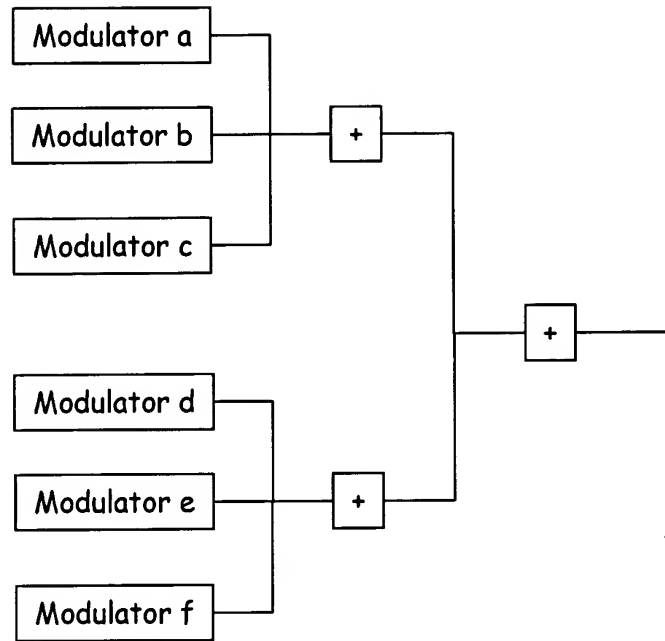 Modulator a
Modulator b
+
Modulator c
+
Modulator d
Modulator e
+
Modulator f